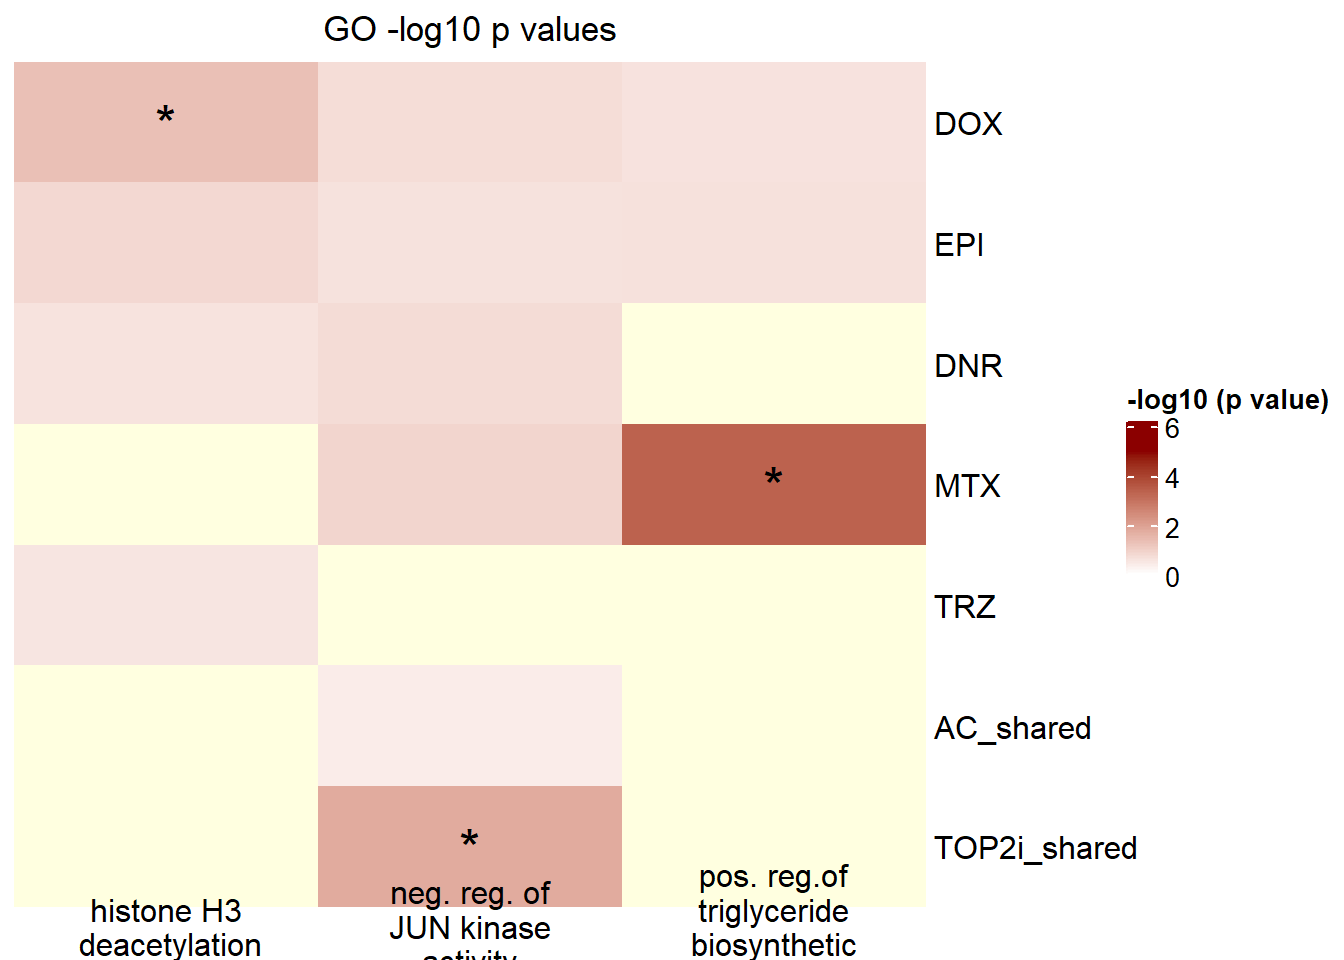 GO -log10 p values
*
DOX
EPI
DNR
-log10 (p value)
6
4
2
0
*
MTX
TRZ
AC_shared
*
TOP2i_shared
histone H3
deacetylation
neg. reg. of
JUN kinase
activity
pos. reg.of
triglyceride
biosynthetic